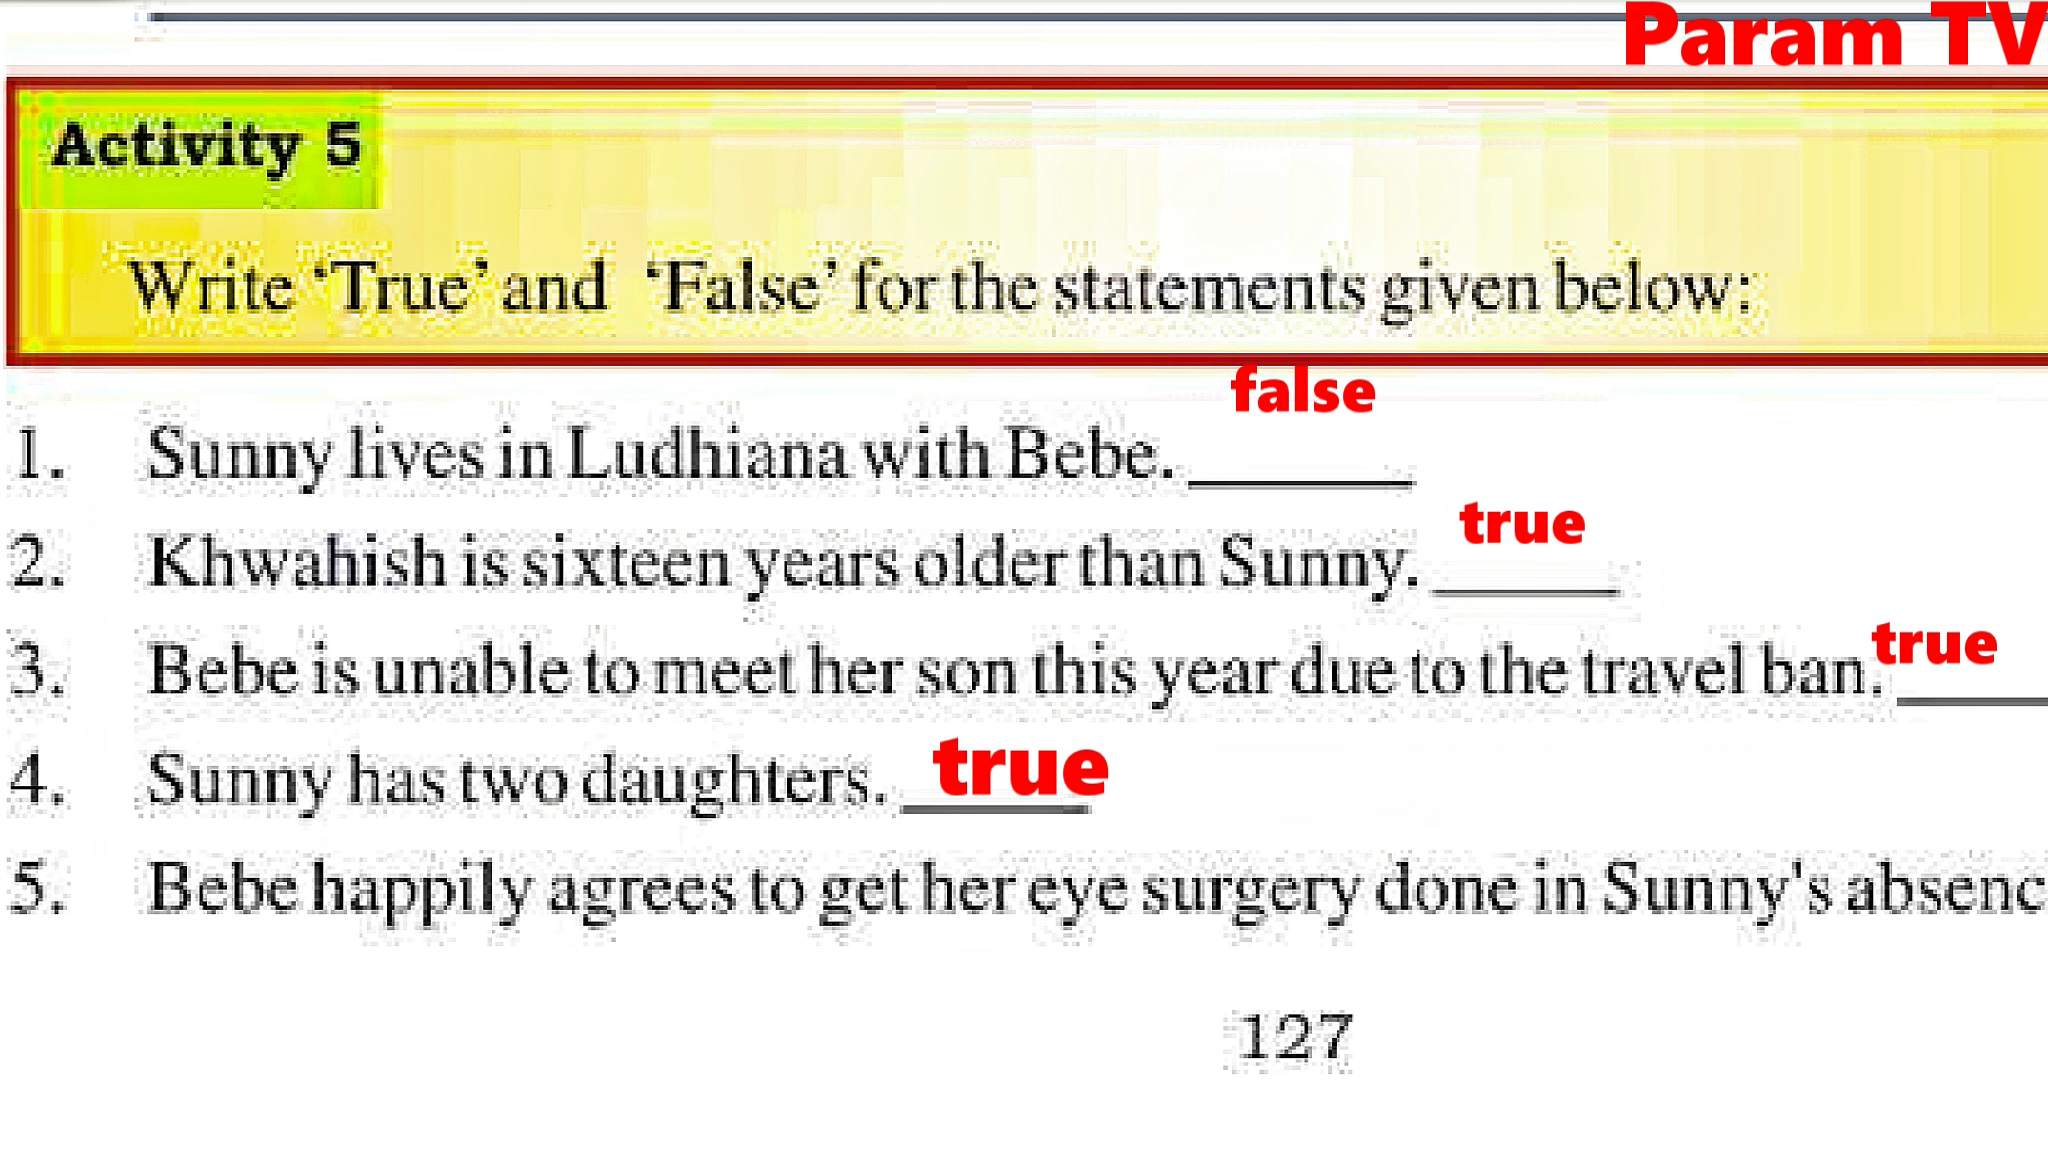 Param TV
Activity 5
Write ‘True’ and ‘False’ for the statements given below:
false
1. Sunny lives in Ludhiana with Bebe. ________
true
2. Khwahish is sixteen years older than Sunny. ________
3. Bebe is unable to meet her son this year due to the travel ban. true
4. Sunny has two daughters. true
5. Bebe happily agrees to get her eye surgery done in Sunny's absenc
127